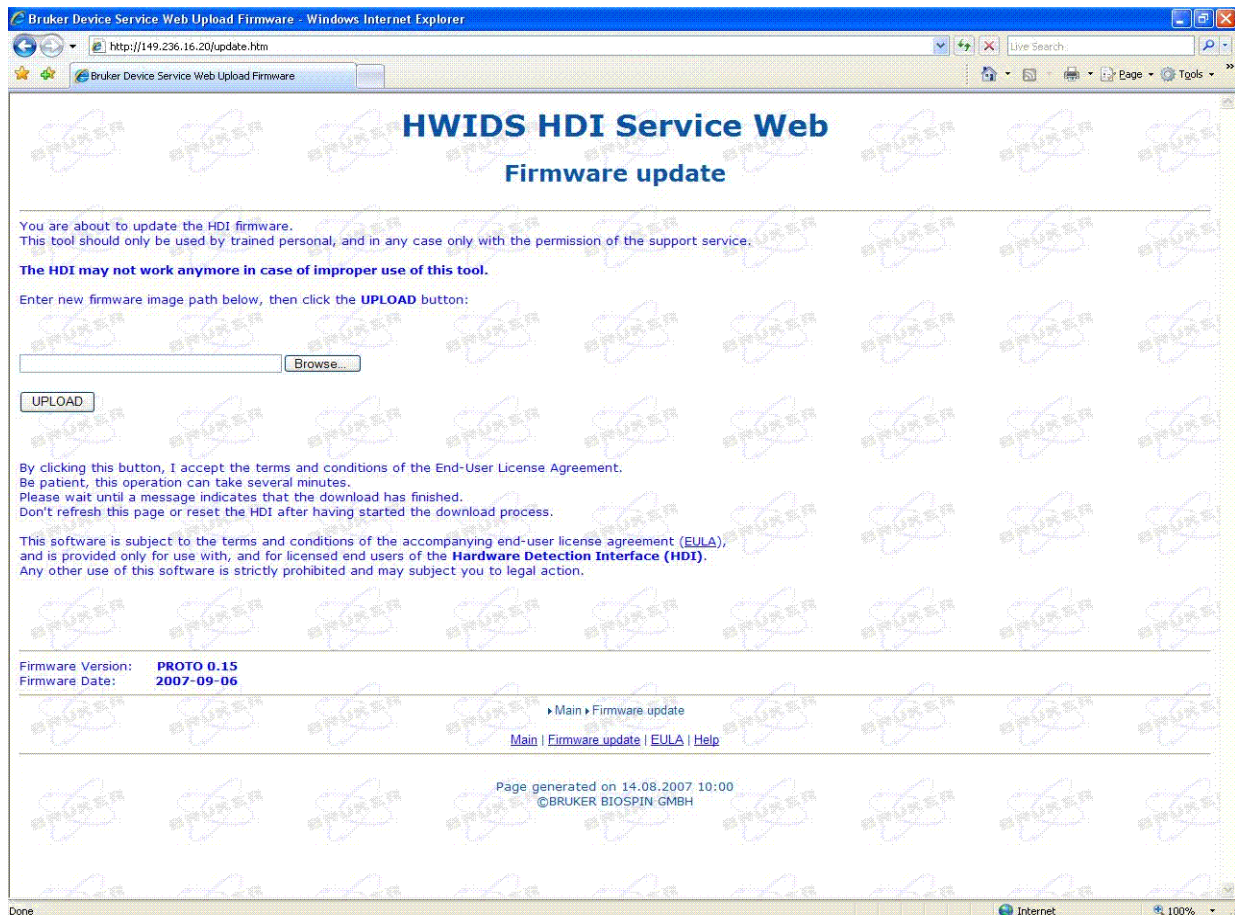 Bruker Device Service Web Upload Firmware - Windows Internet Explorer
http://149.236.16.20/update.htm
Live Search
Bruker Device Service Web Upload Firmware
Page
Tools
HWIDS HDI Service Web
Firmware update
You are about to update the HDI firmware.
This tool should only be used by trained personal, and in any case only with the permission of the support service.
The HDI may not work anymore in case of improper use of this tool.
Enter new firmware image path below, then click the UPLOAD button:
Browse...
UPLOAD
By clicking this button, I accept the terms and conditions of the End-User License Agreement.
Be patient, this operation can take several minutes.
Please wait until a message indicates that the download has finished.
Don't refresh this page or reset the HDI after having started the download process.
This software is subject to the terms and conditions of the accompanying end-user license agreement (EULA),
and is provided only for use with, and for licensed end users of the Hardware Detection Interface (HDI).
Any other use of this software is strictly prohibited and may subject you to legal action.
Firmware Version: PROTO 0.15
Firmware Date: 2007-09-06
Main Firmware update
Main | Firmware update | EULA | Help
Page generated on 14.08.2007 10:00
©BRUKER BIOSPIN GMBH
Done
Internet
100%